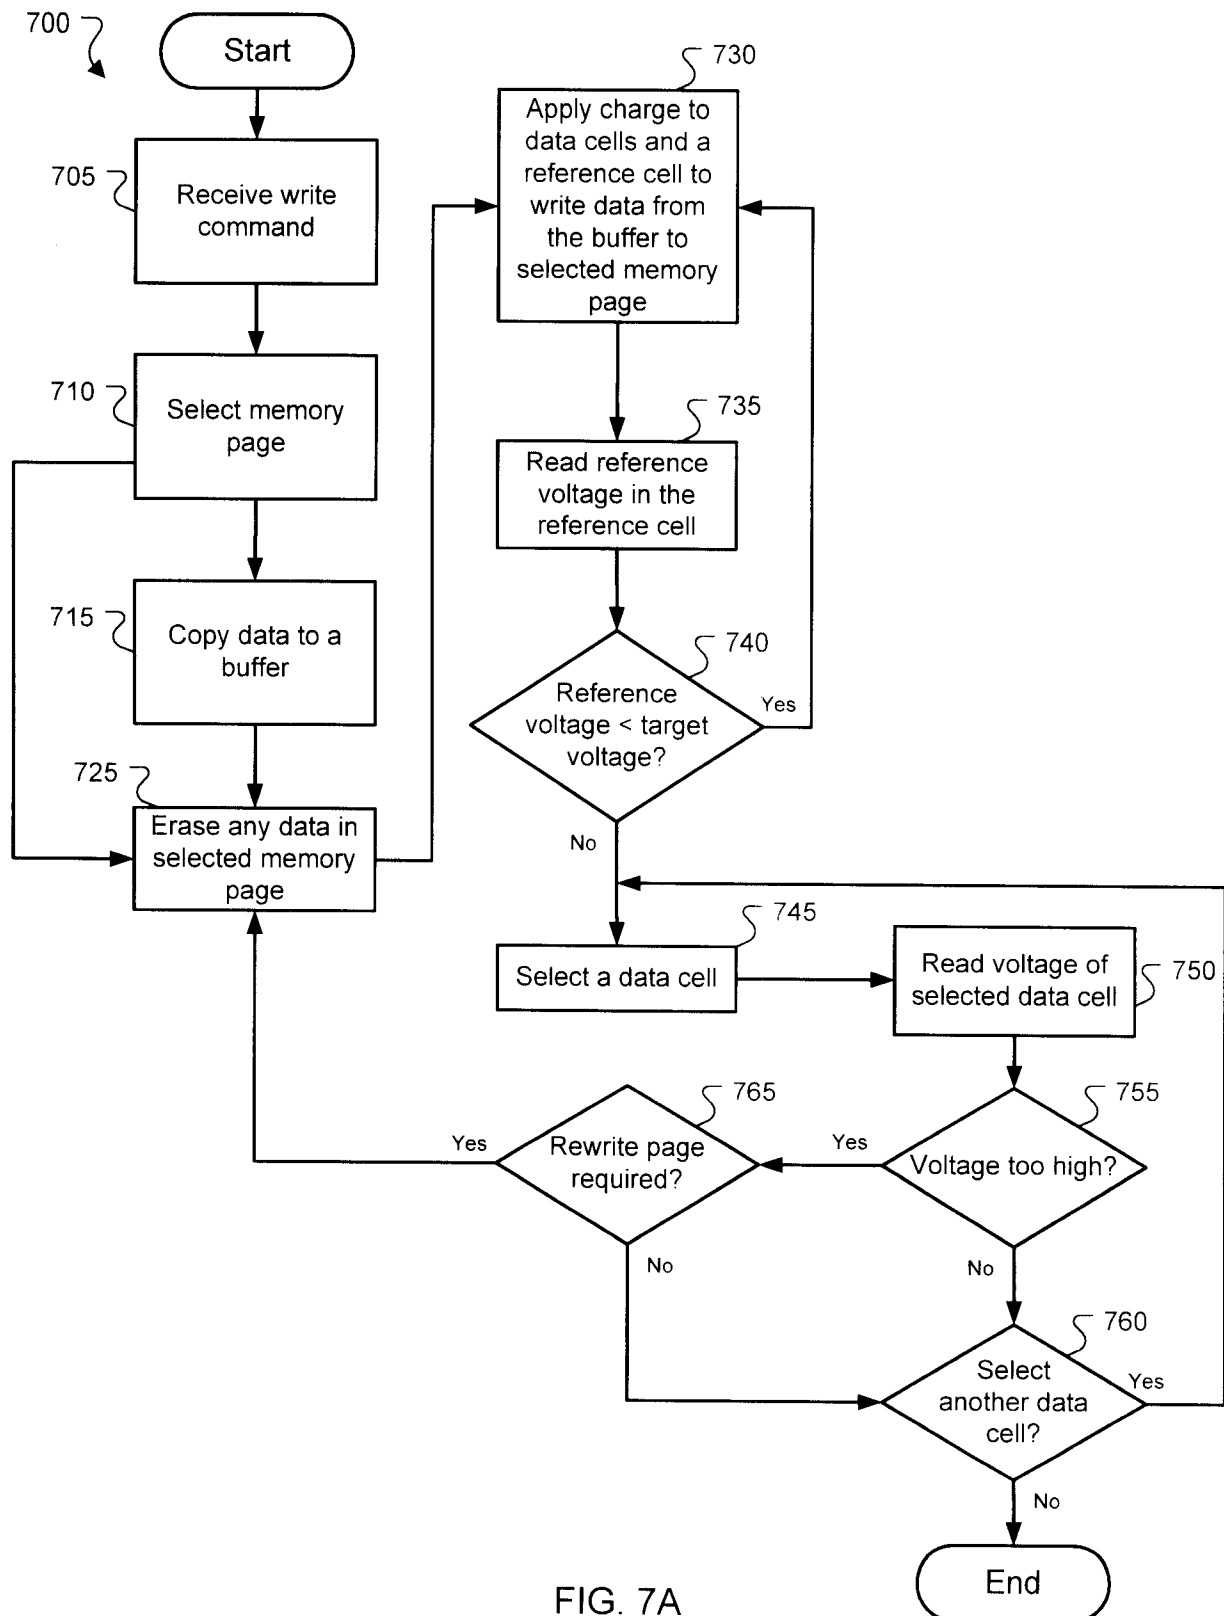 700
Start
705
Receive write
command
710
Select memory
page
715
Copy data to a
buffer
725
Erase any data in
selected memory
page
730
Apply charge to
data cells and a
reference cell to
write data from
the buffer to
selected memory
page
735
Read reference
voltage in the
reference cell
740
Reference
voltage < target
voltage?
Yes
No
745
Select a data cell
750
Read voltage of
selected data cell
755
Voltage too high?
Yes
No
765
Rewrite page
required?
Yes
No
760
Select
another data
cell?
Yes
No
End
FIG. 7A